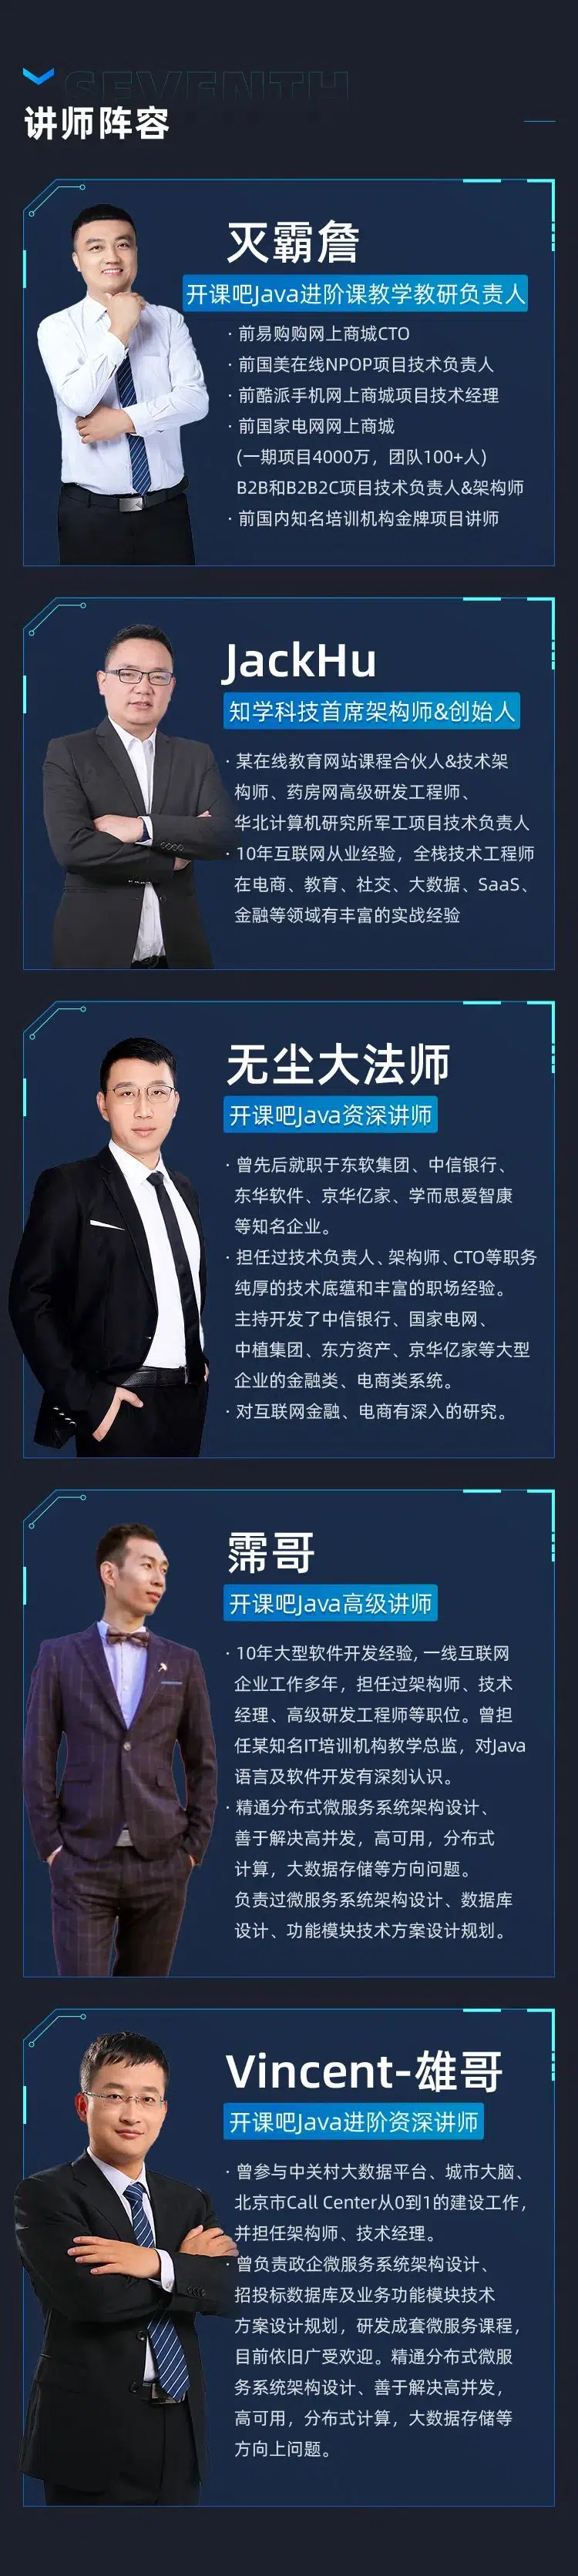 SEVENTH
讲师阵容
灭霸詹
开课吧Java进阶课教学教研负责人
· 前易购购网上商城CTO
· 前国美在线NPOP项目技术负责人
· 前酷派手机网上商城项目技术经理
· 前国家电网网上商城
(一期项目4000万，团队100+人)
B2B和B2B2C项目技术负责人&架构师
· 前国内知名培训机构金牌项目讲师
JackHu
知学科技首席架构师&创始人
· 某在线教育网站课程合伙人&技术架
构师、药房网高级研发工程师、
华北计算机研究所军工项目技术负责人
· 10年互联网从业经验，全栈技术工程师
在电商、教育、社交、大数据、SaaS、
金融等领域有丰富的实战经验
无尘大法师
开课吧Java资深讲师
· 曾先后就职于东软集团、中信银行、
东华软件、京华亿家、学而思爱智康
等知名企业。
· 担任过技术负责人、架构师、CTO等职务
纯厚的技术底蕴和丰富的职场经验。
主持开发了中信银行、国家电网、
中植集团、东方资产、京华亿家等大型
企业的金融类、电商类系统。
· 对互联网金融、电商有深入的研究。
霈哥
开课吧Java高级讲师
· 10年大型软件开发经验, 一线互联网
企业工作多年，担任过架构师、技术
经理、高级研发工程师等职位。曾担
任某知名IT培训机构教学总监，对Java
语言及软件开发有深刻认识。
· 精通分布式微服务系统架构设计、
善于解决高并发，高可用，分布式
计算，大数据存储等方向问题。
负责过微服务系统架构设计、数据库
设计、功能模块技术方案设计规划。
Vincent-雄哥
开课吧Java进阶资深讲师
· 曾参与中关村大数据平台、城市大脑、
北京市Call Center从0到1的建设工作，
并担任架构师、技术经理。
· 曾负责政企微服务系统架构设计、
招投标数据库及业务功能模块技术
方案设计规划，研发成套微服务课程，
目前依旧广受欢迎。精通分布式微服
务系统架构设计、善于解决高并发，
高可用，分布式计算，大数据存储等
方向上问题。